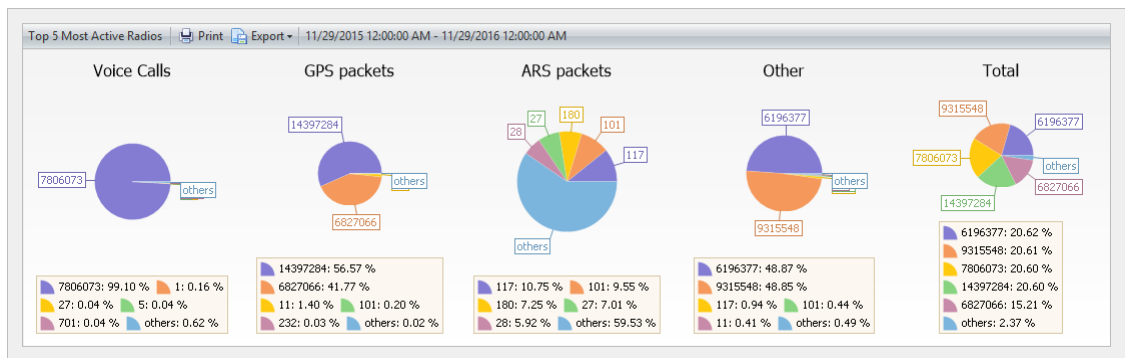 Top 5 Most Active Radios Print Export 11/29/2015 12:00:00 AM - 11/29/2016 12:00:00 AM
Voice Calls
7806073
others
7806073: 99.10 % 1: 0.16 %
27: 0.04 % 5: 0.04 %
701: 0.04 % others: 0.62 %
GPS packets
14397284
others
6827066
14397284: 56.57 %
6827066: 41.77 %
11: 1.40 % 101: 0.20 %
232: 0.03 % others: 0.02 %
ARS packets
180
27
101
28
117
others
117: 10.75 % 101: 9.55 %
180: 7.25 % 27: 7.01 %
28: 5.92 % others: 59.53 %
Other
6196377
others
9315548
6196377: 48.87 %
9315548: 48.85 %
117: 0.94 % 101: 0.44 %
11: 0.41 % others: 0.49 %
Total
9315548
6196377
7806073
others
6827066
14397284
6196377: 20.62 %
9315548: 20.61 %
7806073: 20.60 %
14397284: 20.60 %
6827066: 15.21 %
others: 2.37 %